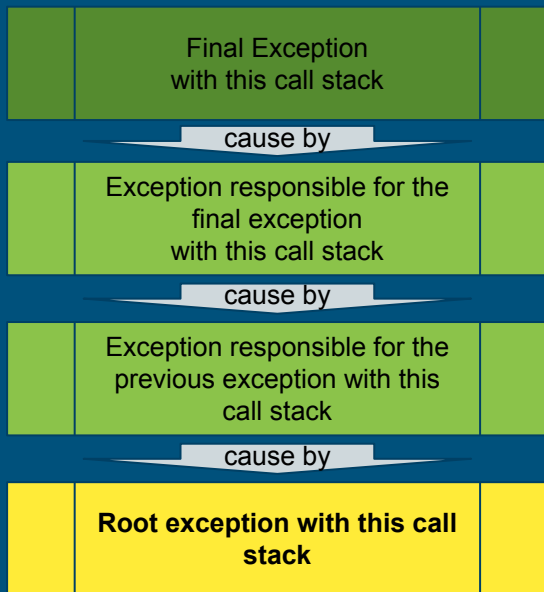 Final Exception
with this call stack
cause by
Exception responsible for the
final exception
with this call stack
cause by
Exception responsible for the
previous exception with this
call stack
cause by
Root exception with this call
stack